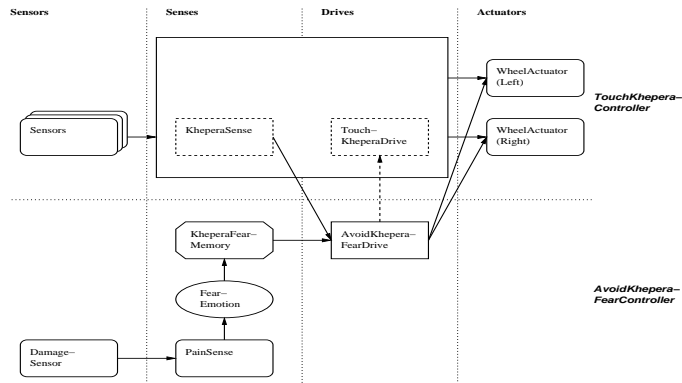 Sensors
Senses
Drives
Actuators
WheelActuator
(Left)
TouchKhepera–
Controller
Sensors
KheperaSense
Touch–
KheperaDrive
WheelActuator
(Right)
KheperaFear–
Memory
AvoidKhepera–
FearDrive
Fear–
Emotion
AvoidKhepera–
FearController
Damage–
Sensor
PainSense